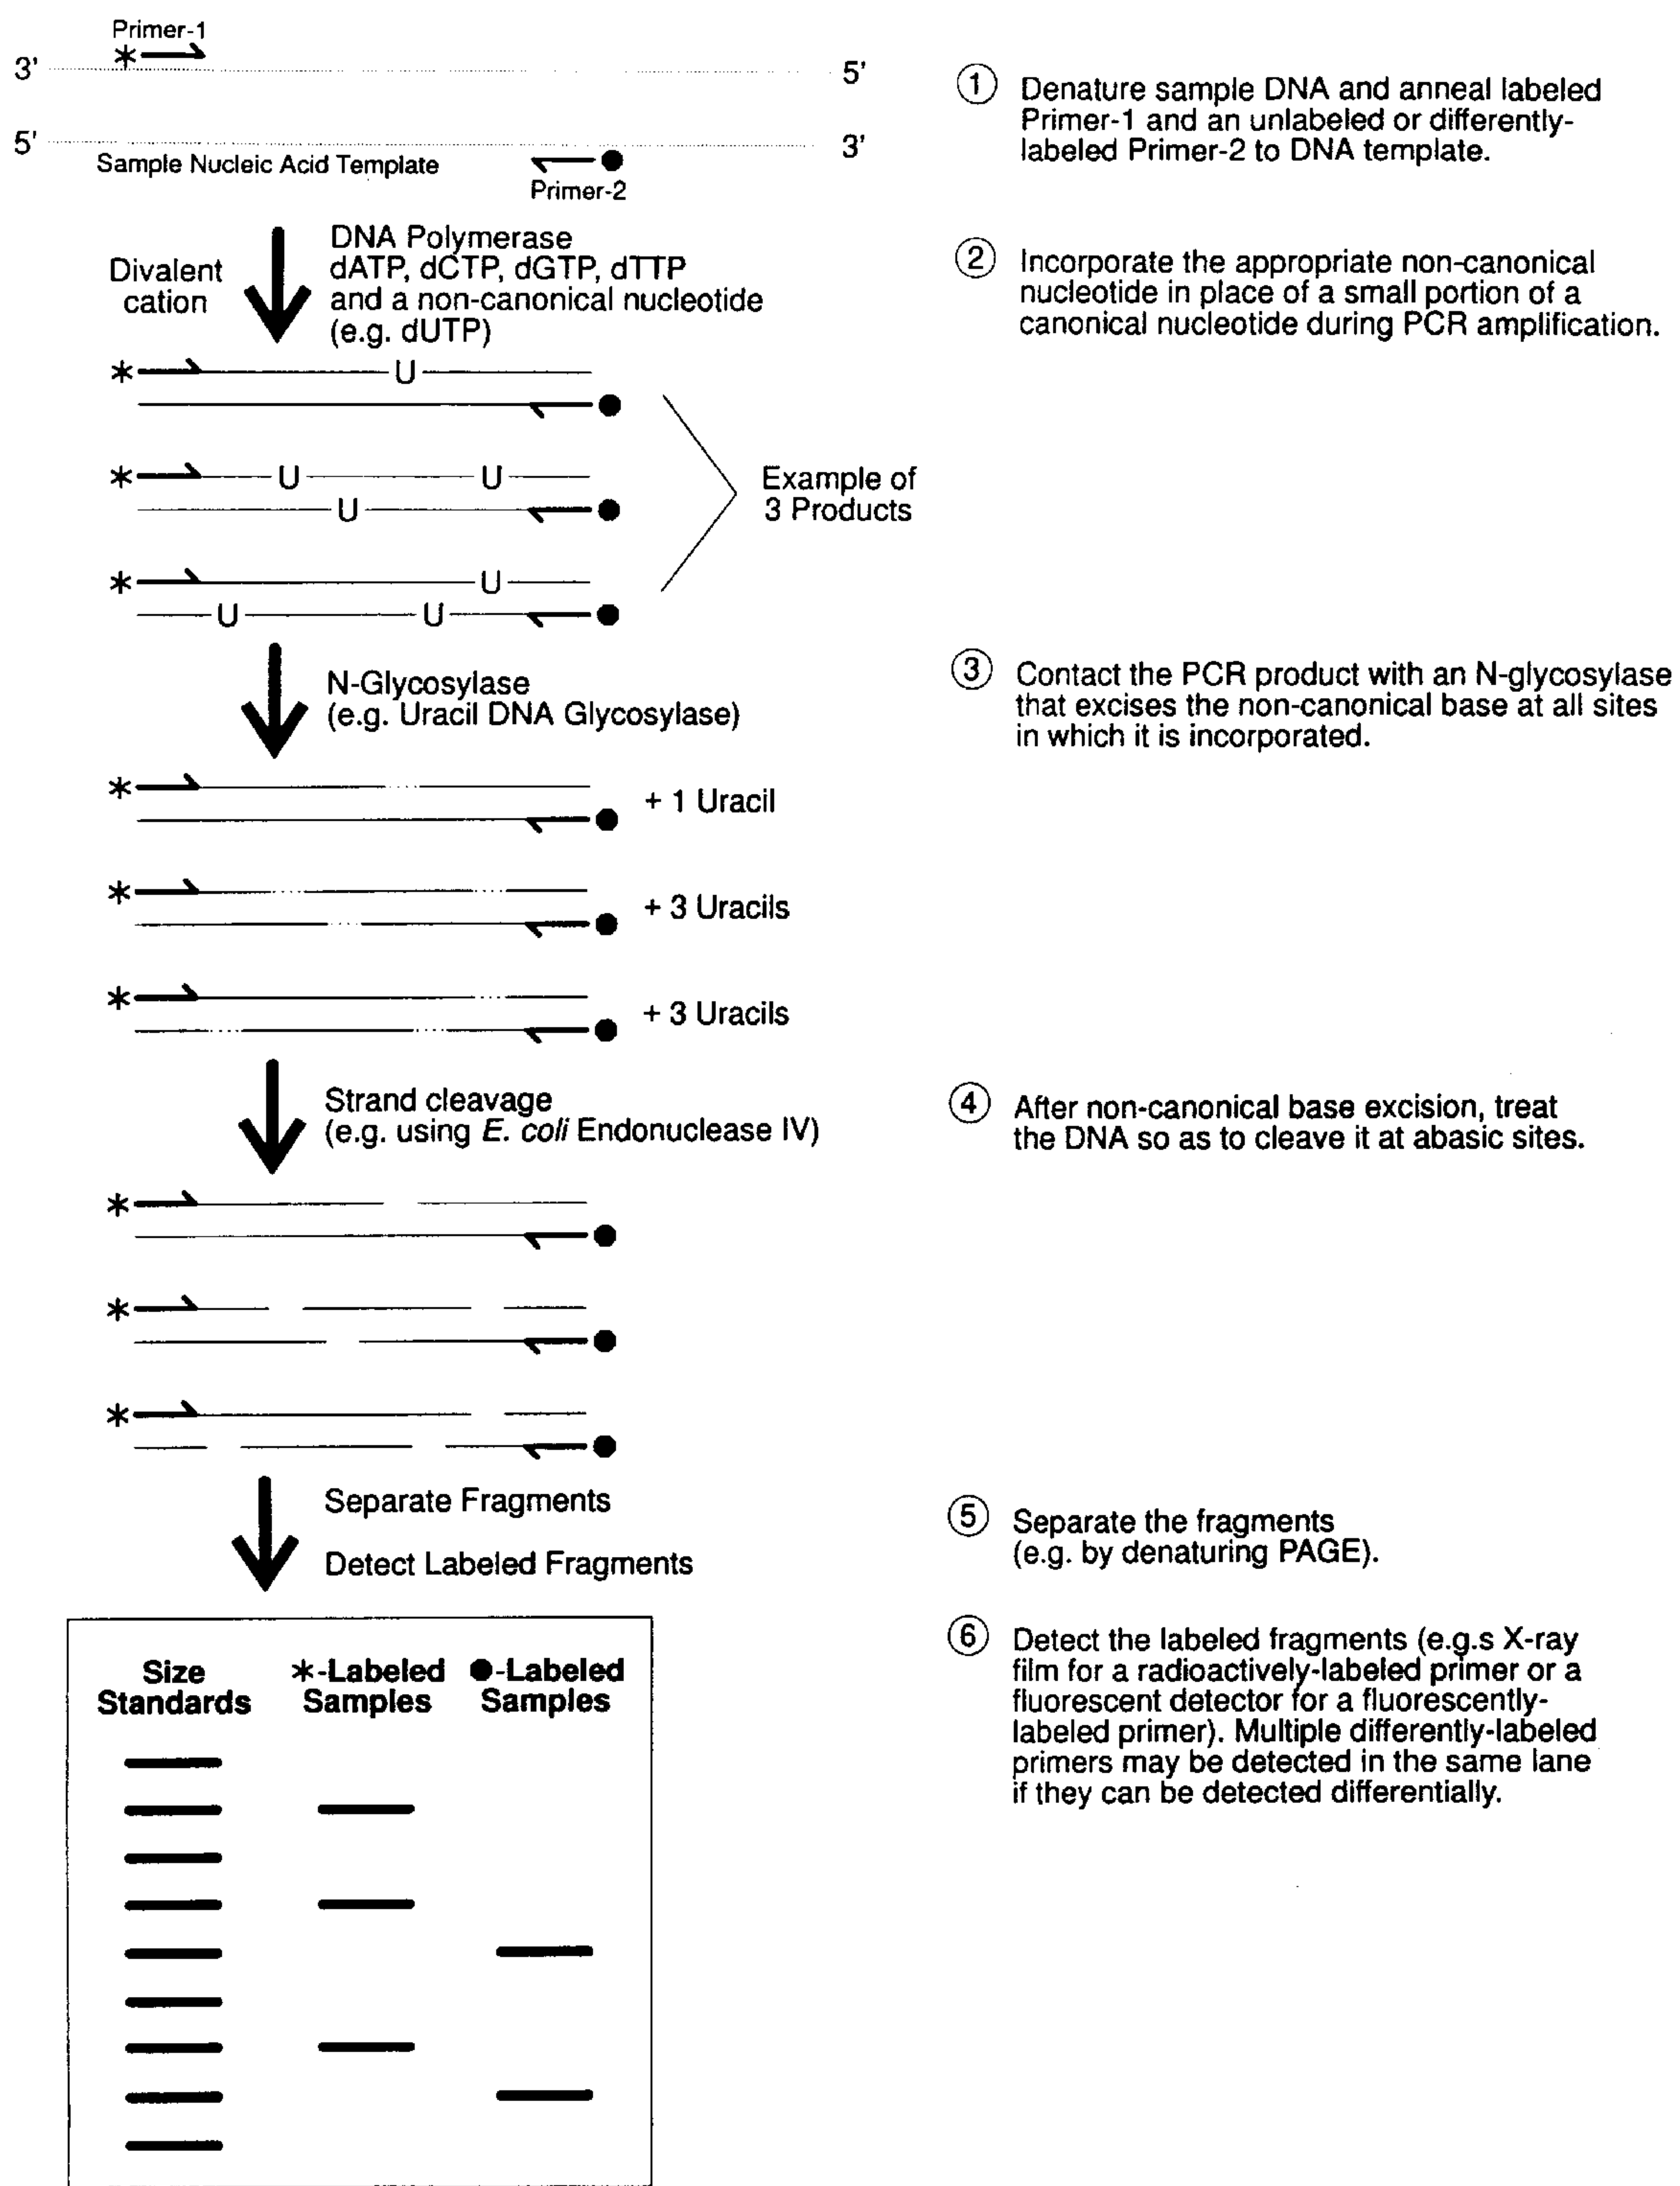 Primer-1
3'
5'
5'
3'
Sample Nucleic Acid Template
Primer-2
① Denature sample DNA and anneal labeled
Primer-1 and an unlabeled or differently-
labeled Primer-2 to DNA template.
Divalent
cation
DNA Polymerase
dATP, dCTP, dGTP, dTTP
and a non-canonical nucleotide
(e.g. dUTP)
② Incorporate the appropriate non-canonical
nucleotide in place of a small portion of a
canonical nucleotide during PCR amplification.
* U
* U U
U
* U
U U
Example of
3 Products
N-Glycosylase
(e.g. Uracil DNA Glycosylase)
③ Contact the PCR product with an N-glycosylase
that excises the non-canonical base at all sites
in which it is incorporated.
* + 1 Uracil
* + 3 Uracils
* + 3 Uracils
Strand cleavage
(e.g. using E. coli Endonuclease IV)
④ After non-canonical base excision, treat
the DNA so as to cleave it at abasic sites.
*
*
*
Separate Fragments
Detect Labeled Fragments
⑤ Separate the fragments
(e.g. by denaturing PAGE).
Size
Standards
*-Labeled
Samples
●-Labeled
Samples
⑥ Detect the labeled fragments (e.g.s X-ray
film for a radioactively-labeled primer or a
fluorescent detector for a fluorescently-
labeled primer). Multiple differently-labeled
primers may be detected in the same lane
if they can be detected differentially.